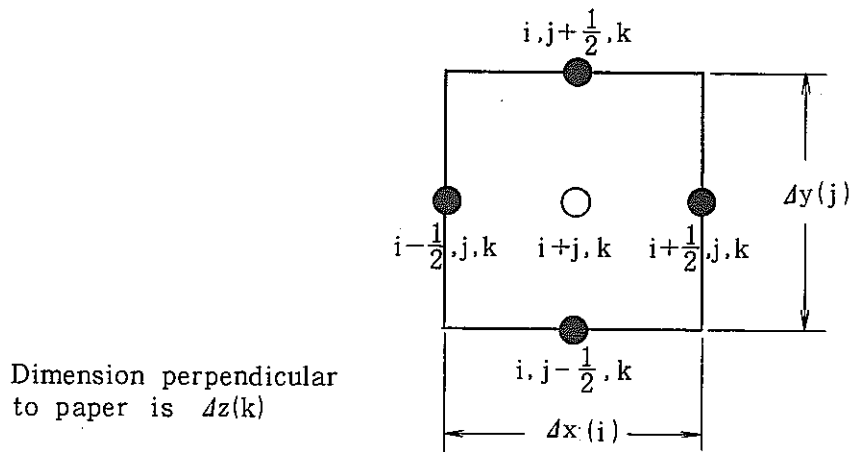 i, j+1/2, k
Δy(j)
i−1/2, j, k
i+j, k
i+1/2, j, k
i, j−1/2, k
Dimension perpendicular
to paper is Δz(k)
Δx(i)